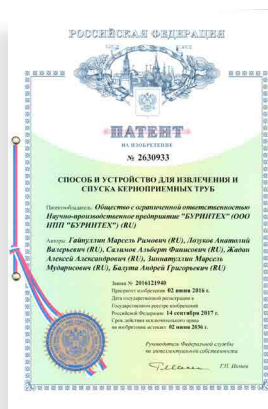 РОССИЙСКАЯ ФЕДЕРАЦИЯ
ПАТЕНТ
НА ИЗОБРЕТЕНИЕ
№ 2630933
СПОСОБ И УСТРОЙСТВО ДЛЯ ИЗВЛЕЧЕНИЯ И
СПУСКА КЕРНОПРИЕМНЫХ ТРУБ
Патентообладатель: Общество с ограниченной ответственностью
Научно-производственное предприятие "БУРИНТЕХ" (ООО
НПП "БУРИНТЕХ") (RU)
Авторы: Гайнуллин Марсель Римович (RU), Лозуков Анатолий
Валерьевич (RU), Салимов Альберт Фанисович (RU), Жадан
Алексей Александрович (RU), Зиннатуллин Марсель
Мударисович (RU), Балута Андрей Григорьевич (RU)
Заявка № 2016121940
Приоритет изобретения 02 июня 2016 г.
Дата государственной регистрации в
Государственном реестре изобретений
Российской Федерации 14 сентября 2017 г.
Срок действия исключительного права
на изобретение истекает 02 июня 2036 г.
Руководитель Федеральной службы
по интеллектуальной собственности
Г.П. Ивлиев